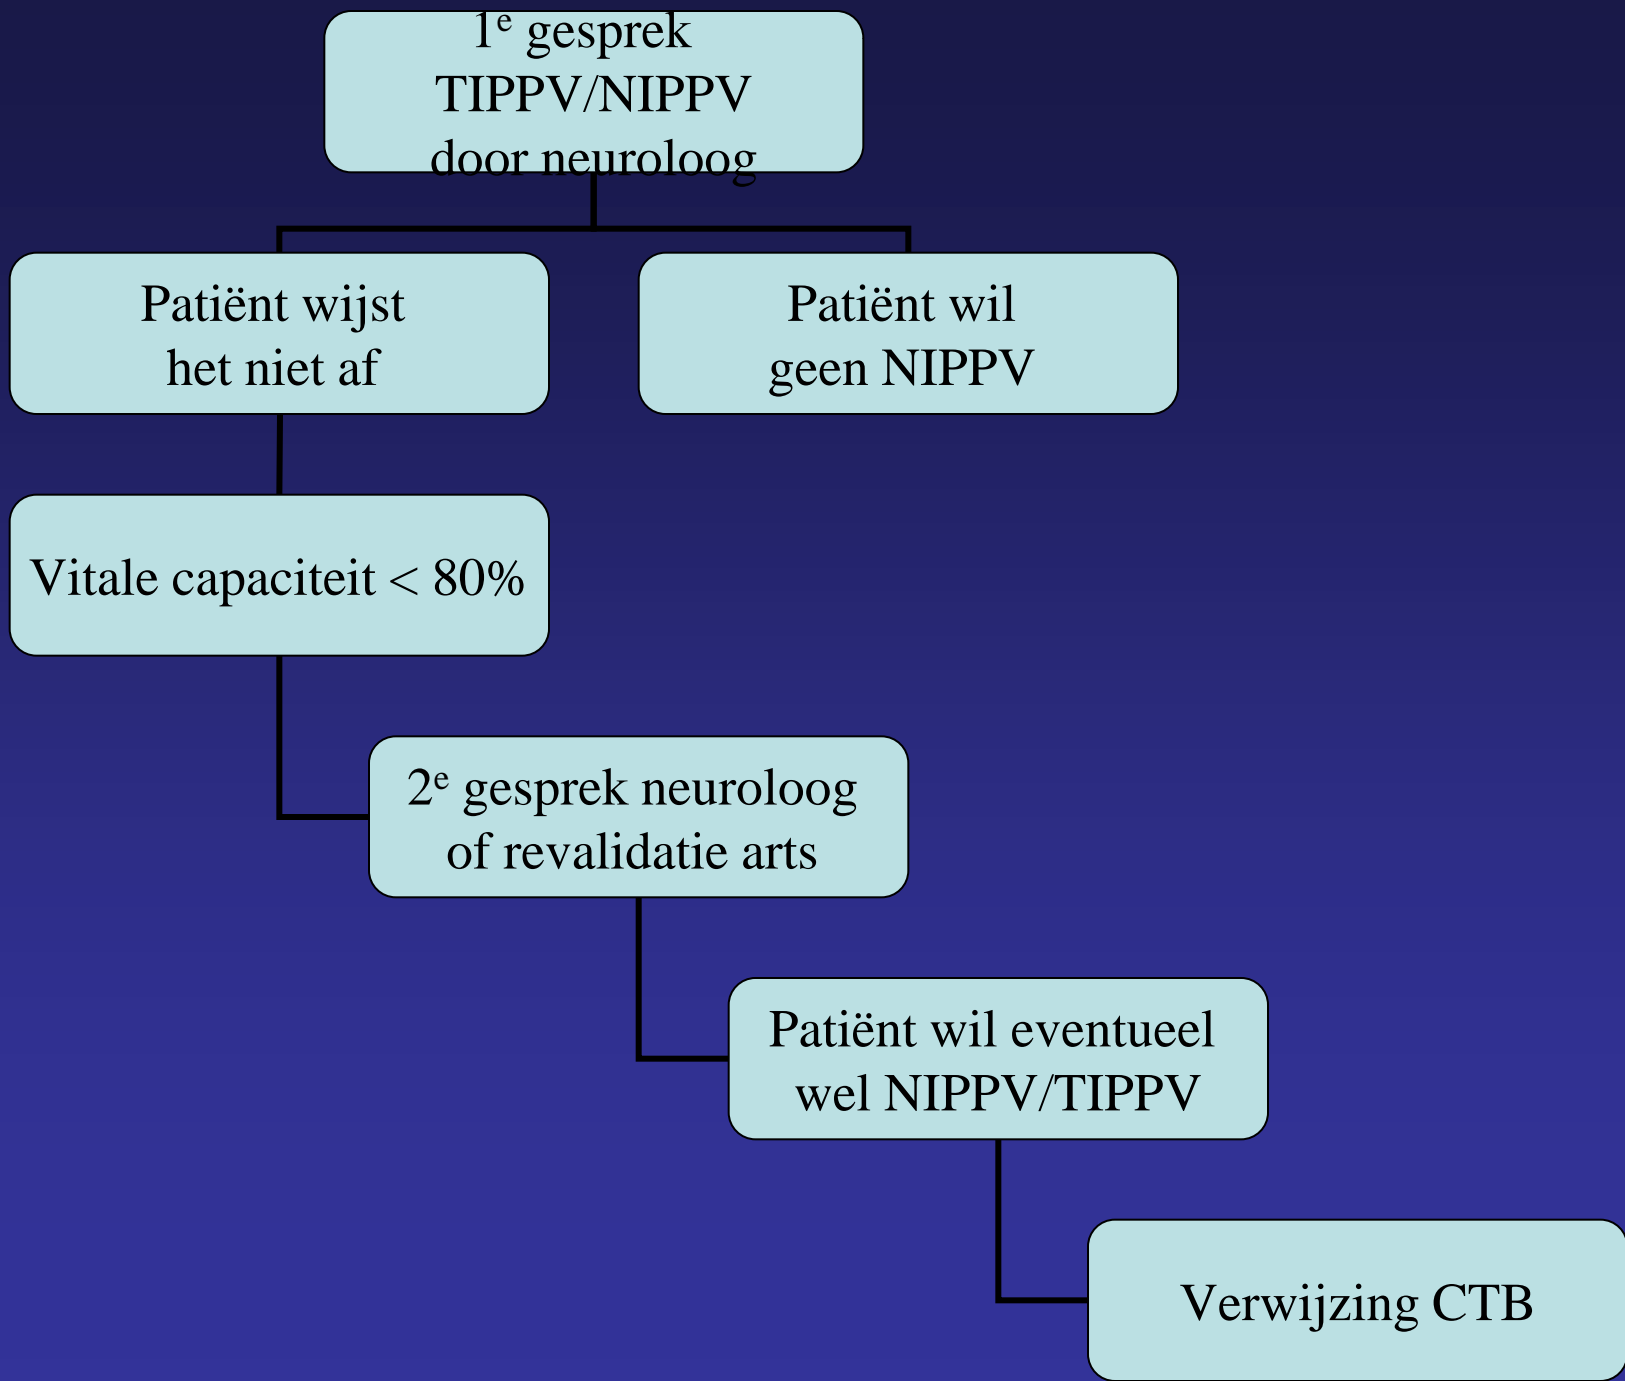 1e gesprek
TIPPV/NIPPV
door neuroloog
Patiënt wijst
het niet af
Patiënt wil
geen NIPPV
Vitale capaciteit < 80%
2e gesprek neuroloog
of revalidatie arts
Patiënt wil eventueel
wel NIPPV/TIPPV
Verwijzing CTB